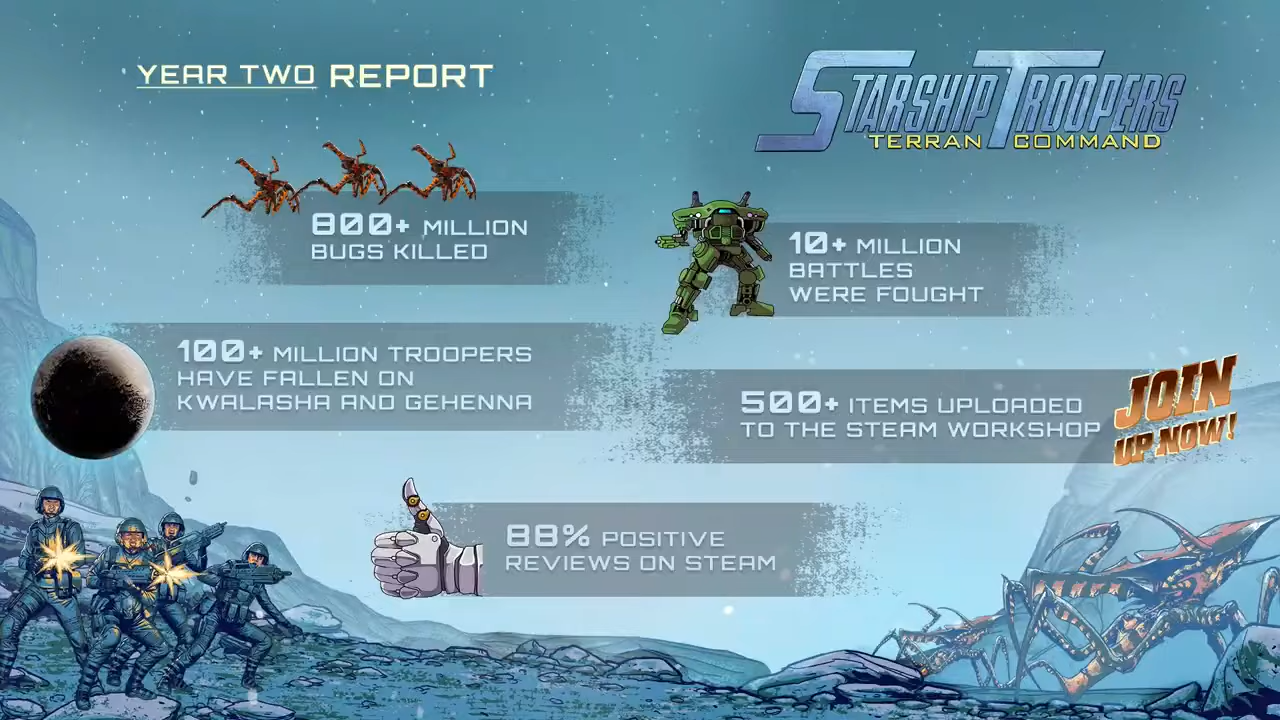 YEAR TWO REPORT
STARSHIP TROOPERS
TERRAN COMMAND
800+ MILLION
BUGS KILLED
10+ MILLION
BATTLES
WERE FOUGHT
100+ MILLION TROOPERS
HAVE FALLEN ON
KWALASHA AND GEHENNA
500+ ITEMS UPLOADED
TO THE STEAM WORKSHOP
JOIN
UP NOW!
88% POSITIVE
REVIEWS ON STEAM